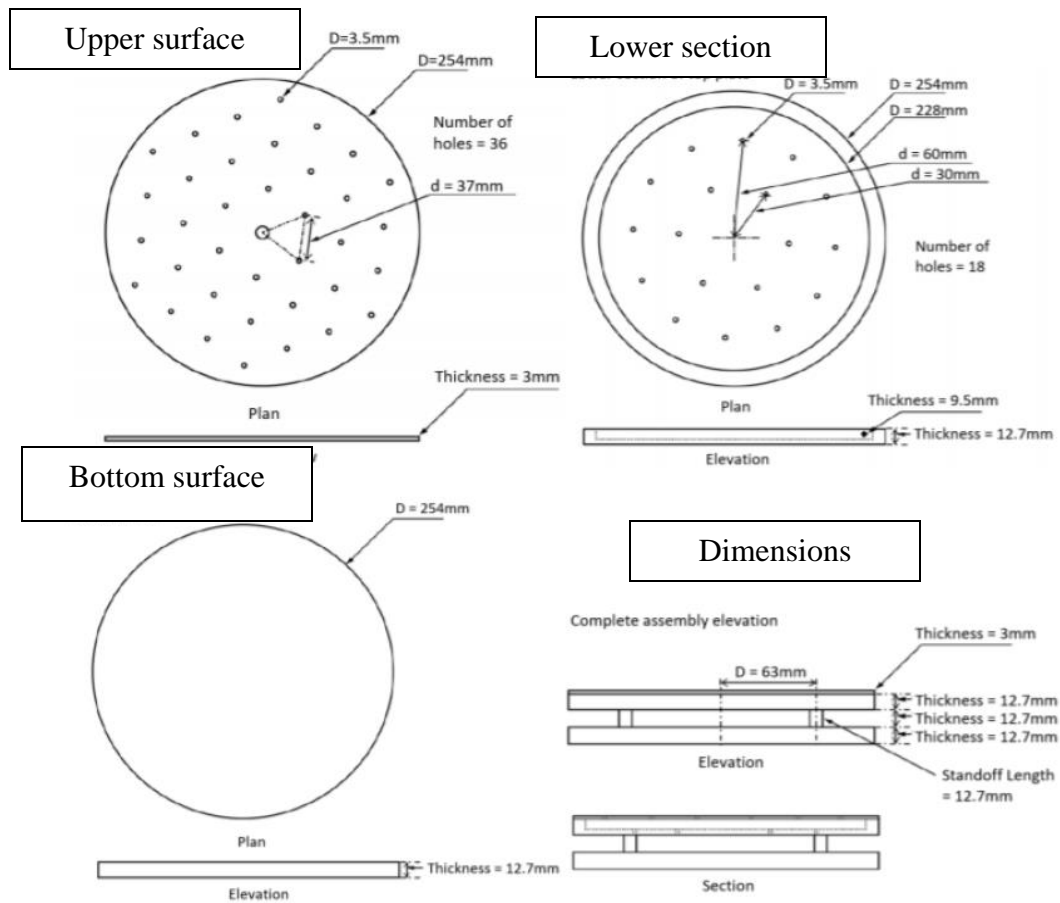 Upper surface
D=3.5mm
D=254mm
Number of
holes = 36
d = 37mm
Thickness = 3mm
Plan
Lower section
D = 3.5mm
D = 254mm
D = 228mm
d = 60mm
d = 30mm
Number of
holes = 18
Plan
Thickness = 9.5mm
Thickness = 12.7mm
Elevation
Bottom surface
D = 254mm
Plan
Thickness = 12.7mm
Elevation
Dimensions
Complete assembly elevation
Thickness = 3mm
D = 63mm
Thickness = 12.7mm
Thickness = 12.7mm
Thickness = 12.7mm
Elevation
Standoff Length
= 12.7mm
Section